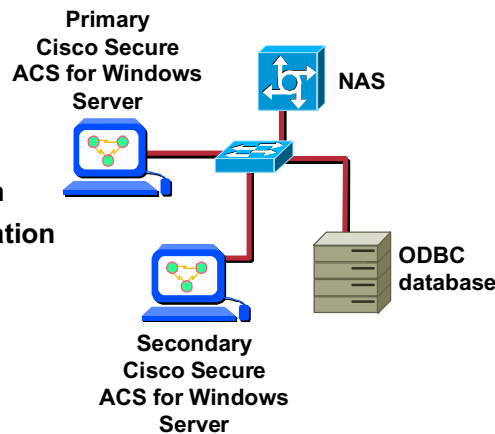 Primary
Cisco Secure
ACS for Windows
Server
NAS
ation
ODBC
database
Secondary
Cisco Secure
ACS for Windows
Server